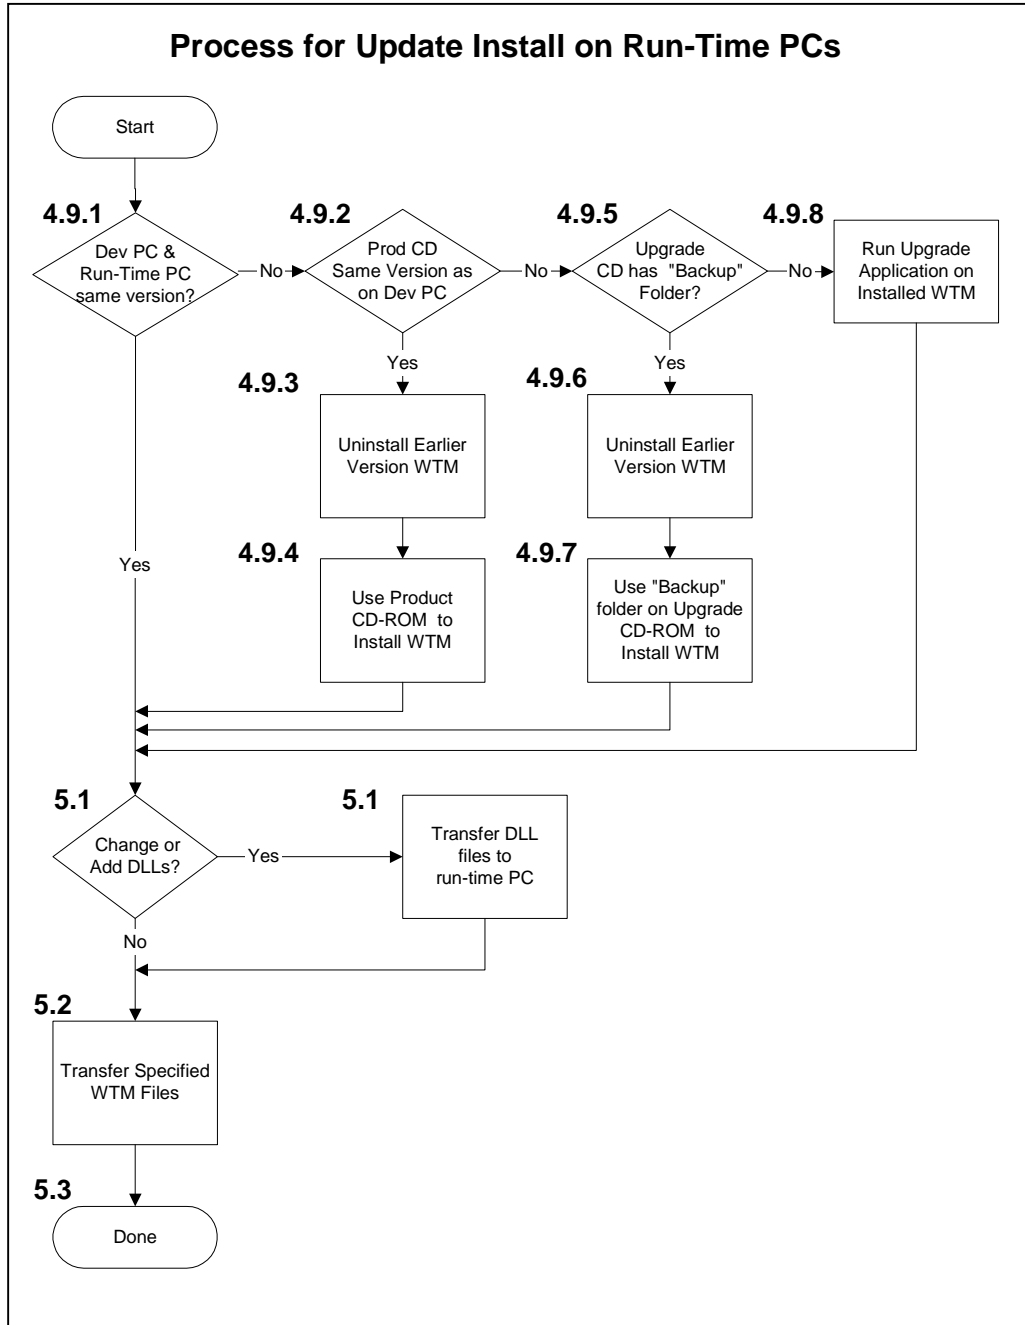 Process for Update Install on Run-Time PCs
Start
4.9.1
Dev PC &
Run-Time PC
same version?
No
4.9.2
Prod CD
Same Version as
on Dev PC
No
4.9.5
Upgrade
CD has "Backup"
Folder?
No
4.9.8
Run Upgrade
Application on
Installed WTM
Yes
Yes
4.9.3
Uninstall Earlier
Version WTM
4.9.6
Uninstall Earlier
Version WTM
Yes
4.9.4
Use Product
CD-ROM to
Install WTM
4.9.7
Use "Backup"
folder on Upgrade
CD-ROM to
Install WTM
5.1
Change or
Add DLLs?
Yes
5.1
Transfer DLL
files to
run-time PC
No
5.2
Transfer Specified
WTM Files
5.3
Done